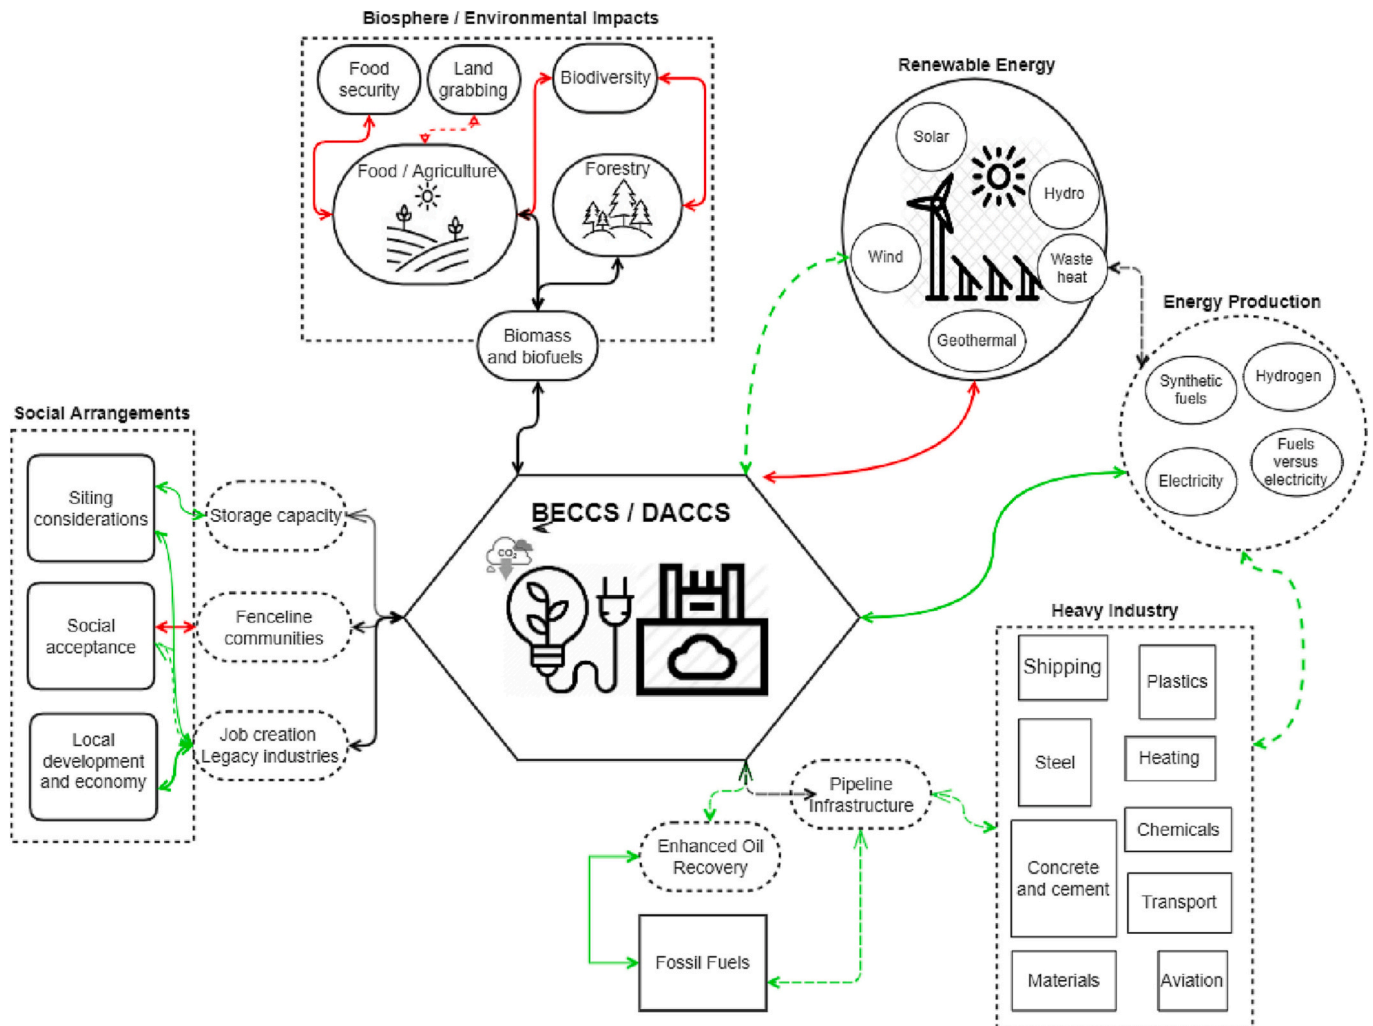 Biosphere / Environmental Impacts
Food
security
Land
grabbing
Biodiversity
Food / Agriculture
Forestry
Biomass
and biofuels
Renewable Energy
Solar
Hydro
Wind
Waste
heat
Geothermal
Energy Production
Synthetic
fuels
Hydrogen
Electricity
Fuels
versus
electricity
Social Arrangements
Siting
considerations
Storage capacity
Social
acceptance
Fenceline
communities
Local
development
and economy
Job creation
Legacy industries
BECCS / DACCS
CO2
Heavy Industry
Shipping
Plastics
Steel
Heating
Chemicals
Concrete
and cement
Transport
Materials
Aviation
Pipeline
Infrastructure
Enhanced Oil
Recovery
Fossil Fuels